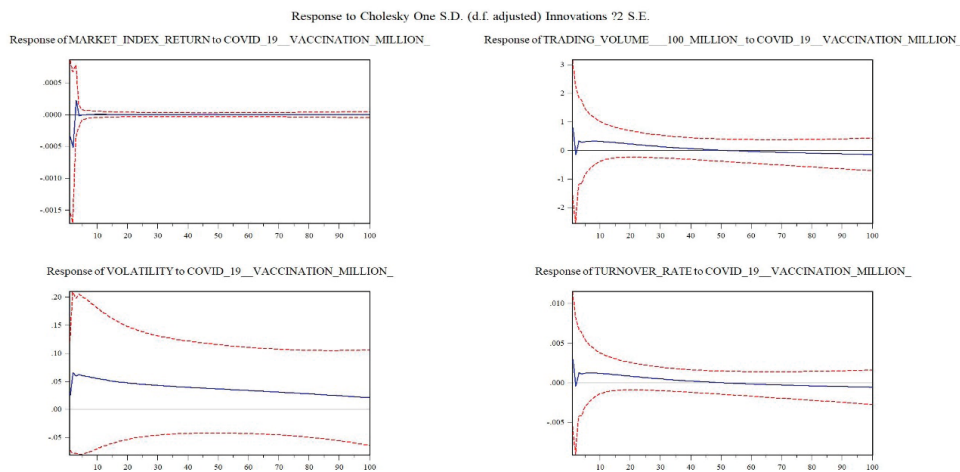 Response to Cholesky One S.D. (d.f. adjusted) Innovations ?2 S.E.
Response of MARKET_INDEX_RETURN to COVID_19__VACCINATION_MILLION_
.0005
.0000
-.0005
-.0010
-.0015
10 20 30 40 50 60 70 80 90 100
Response of TRADING_VOLUME___100_MILLION_ to COVID_19__VACCINATION_MILLION_
3
2
1
0
-1
-2
10 20 30 40 50 60 70 80 90 100
Response of VOLATILITY to COVID_19__VACCINATION_MILLION_
.20
.15
.10
.05
.00
-.05
10 20 30 40 50 60 70 80 90 100
Response of TURNOVER_RATE to COVID_19__VACCINATION_MILLION_
.010
.005
.000
-.005
10 20 30 40 50 60 70 80 90 100